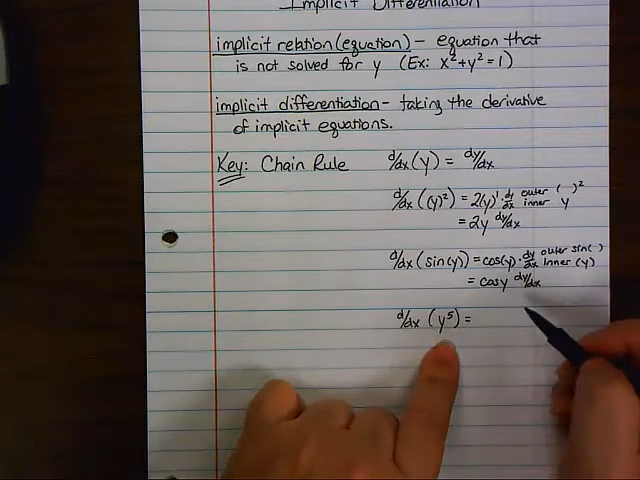 Implicit Differentiation
implicit relation (equation) - equation that
is not solved for y (Ex: x² + y² = 1)
implicit differentiation - taking the derivative
of implicit equations.
Key: Chain Rule d/dx (y) = dy/dx
d/dx ((y)²) = 2(y)¹ · dy/dx outer ( )²
inner y
= 2y dy/dx
d/dx (sin(y)) = cos(y) · dy/dx outer sin( )
inner (y)
= cosy dy/dx
d/dx (y⁵) =